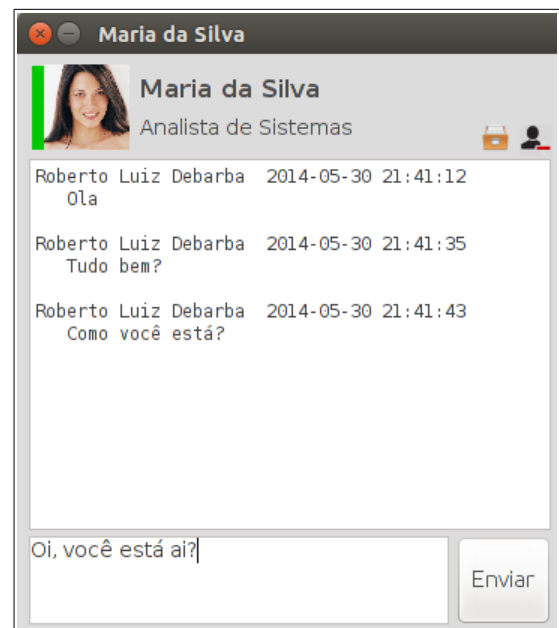 Maria da Silva
Maria da Silva
Analista de Sistemas
Roberto Luiz Debarba 2014-05-30 21:41:12
Ola
Roberto Luiz Debarba 2014-05-30 21:41:35
Tudo bem?
Roberto Luiz Debarba 2014-05-30 21:41:43
Como você está?
Oi, você está ai?
Enviar